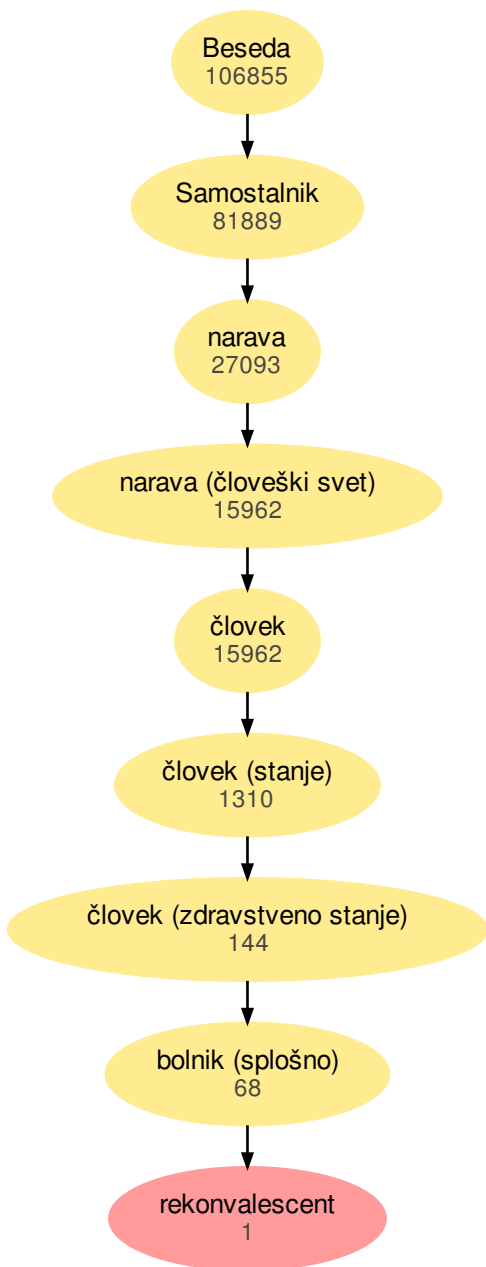 Beseda
106855
Samostalnik
81889
narava
27093
narava (človeški svet)
15962
človek
15962
človek (stanje)
1310
človek (zdravstveno stanje)
144
bolnik (splošno)
68
rekonvalescent
1